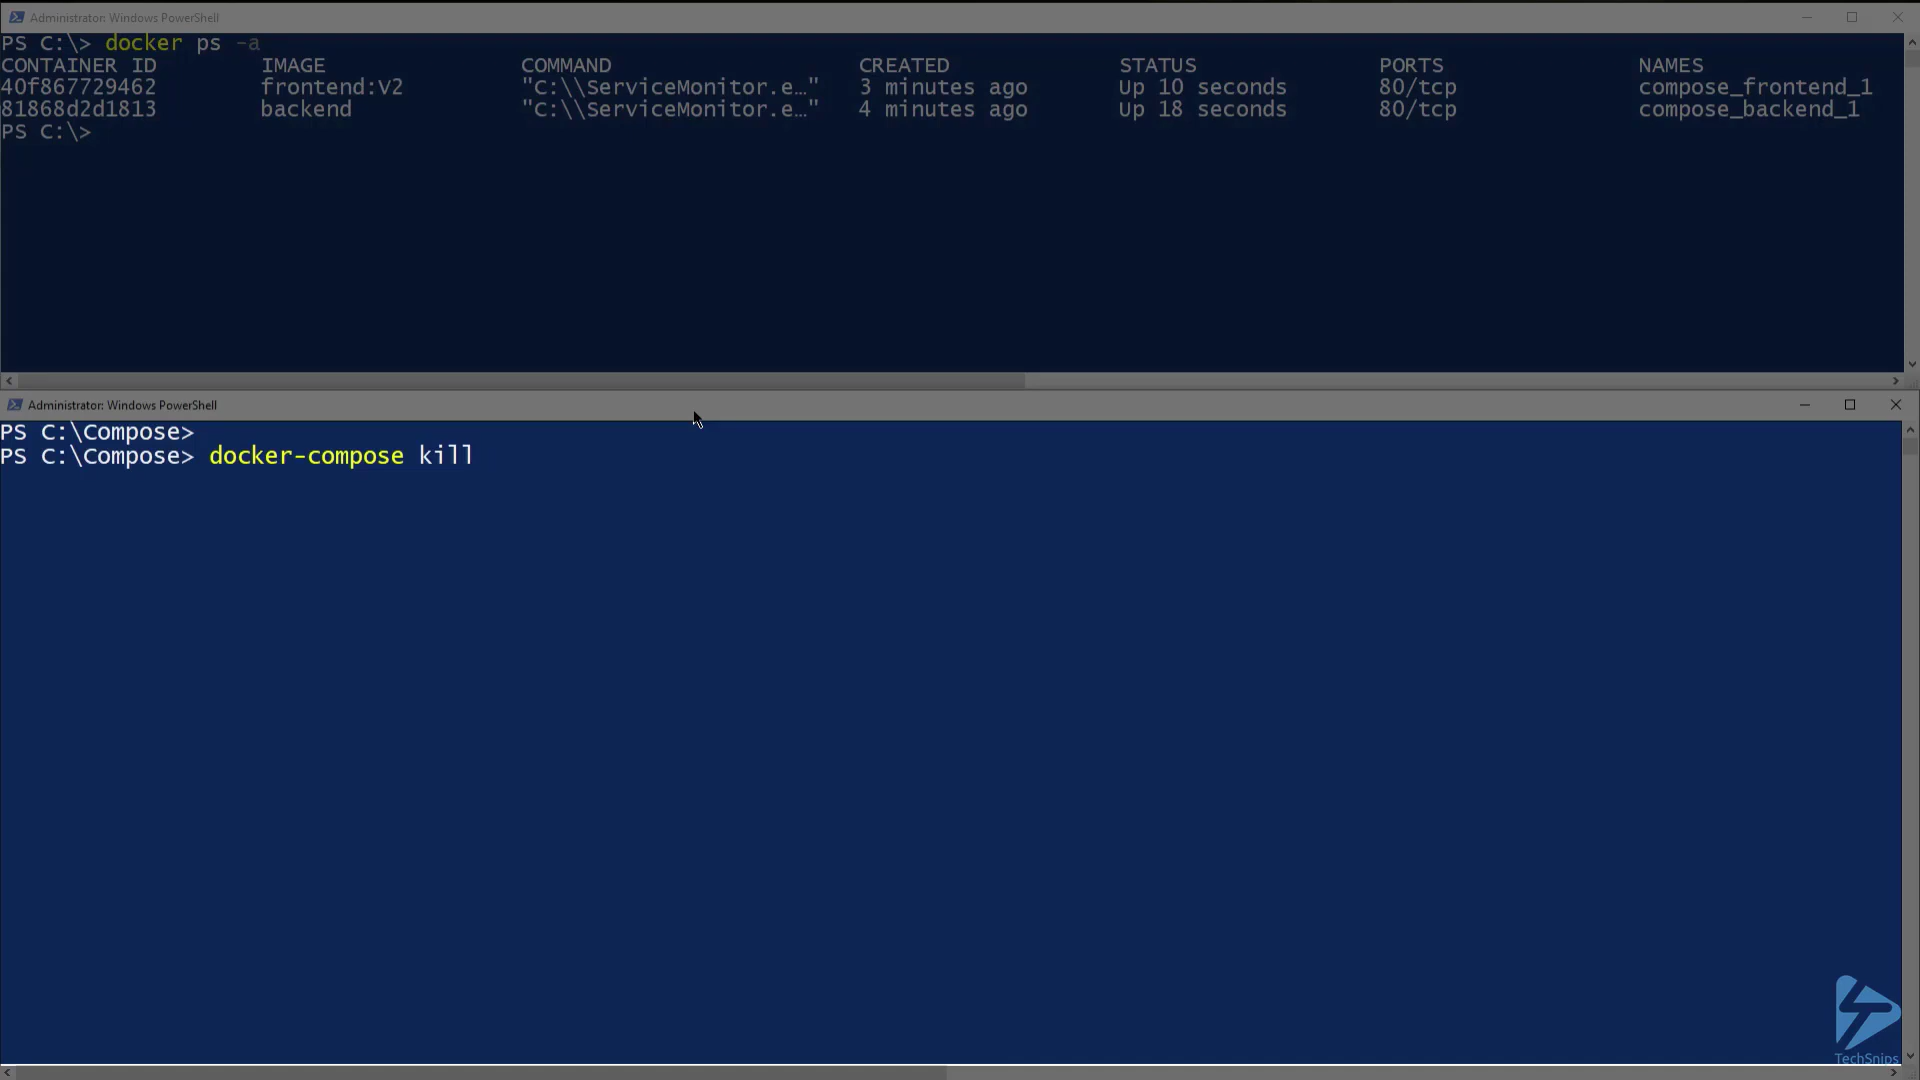 Administrator: Windows PowerShell
PS C:\> docker ps -a
CONTAINER ID IMAGE COMMAND CREATED STATUS PORTS NAMES
40f867729462 frontend:V2 "C:\\ServiceMonitor.e…" 3 minutes ago Up 10 seconds 80/tcp compose_frontend_1
81868d2d1813 backend "C:\\ServiceMonitor.e…" 4 minutes ago Up 18 seconds 80/tcp compose_backend_1
PS C:\>
Administrator: Windows PowerShell
PS C:\Compose>
PS C:\Compose> docker-compose kill
TechSnips